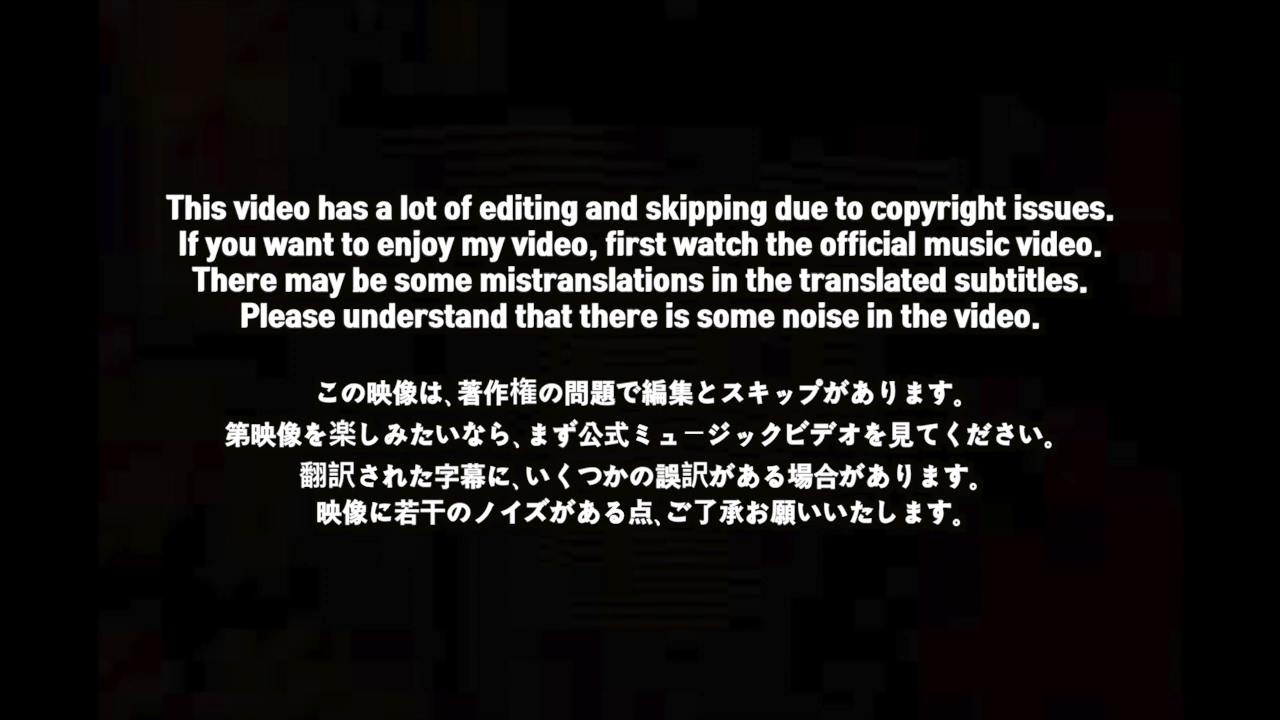 This video has a lot of editing and skipping due to copyright issues.
If you want to enjoy my video, first watch the official music video.
There may be some mistranslations in the translated subtitles.
Please understand that there is some noise in the video.
この映像は、著作権の問題で編集とスキップがあります。
第映像を楽しみたいなら、まず公式ミュージックビデオを見てください。
翻訳された字幕に、いくつかの誤訳がある場合があります。
映像に若干のノイズがある点、ご了承お願いいたします。